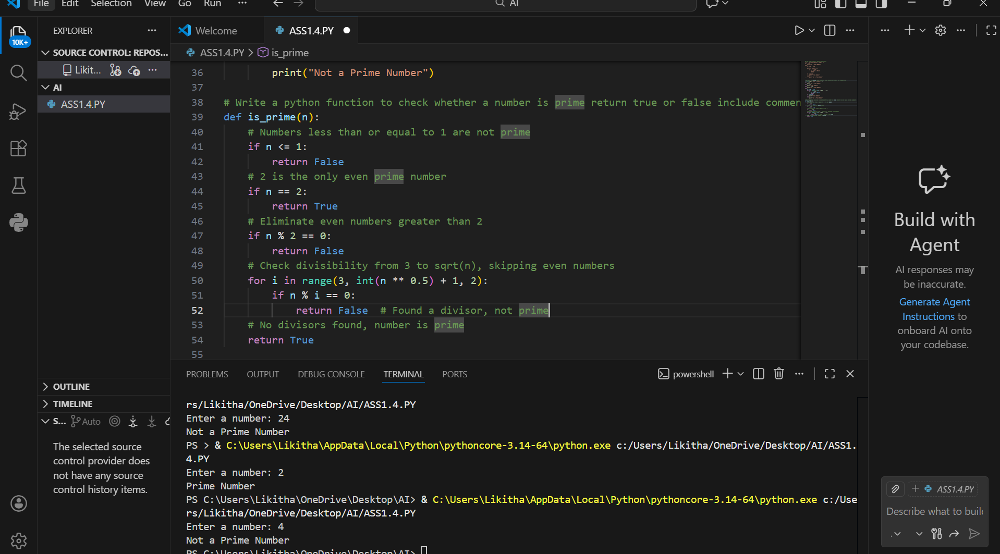 File Edit Selection View Go Run ··· AI
EXPLORER ···
SOURCE CONTROL: REPOS...
Likit... ···
AI
ASS1.4.PY
10K+
OUTLINE
TIMELINE
S... Auto
The selected source
control provider does
not have any source
control history items.
Welcome ASS1.4.PY
ASS1.4.PY > is_prime
36 print("Not a Prime Number")
37
38 # Write a python function to check whether a number is prime return true or false include commen
39 def is_prime(n):
40 # Numbers less than or equal to 1 are not prime
41 if n <= 1:
42 return False
43 # 2 is the only even prime number
44 if n == 2:
45 return True
46 # Eliminate even numbers greater than 2
47 if n % 2 == 0:
48 return False
49 # Check divisibility from 3 to sqrt(n), skipping even numbers
50 for i in range(3, int(n ** 0.5) + 1, 2):
51 if n % i == 0:
52 return False # Found a divisor, not prime
53 # No divisors found, number is prime
54 return True
55
PROBLEMS OUTPUT DEBUG CONSOLE TERMINAL PORTS powershell
rs/Likitha/OneDrive/Desktop/AI/ASS1.4.PY
Enter a number: 24
Not a Prime Number
PS > & C:\Users\Likitha\AppData\Local\Python\pythoncore-3.14-64\python.exe c:/Users/Likitha/OneDrive/Desktop/AI/ASS1.
4.PY
Enter a number: 2
Prime Number
PS C:\Users\Likitha\OneDrive\Desktop\AI> & C:\Users\Likitha\AppData\Local\Python\pythoncore-3.14-64\python.exe c:/Use
rs/Likitha/OneDrive/Desktop/AI/ASS1.4.PY
Enter a number: 4
Not a Prime Number
PS C:\Users\Likitha\OneDrive\Desktop\AI>
Build with
Agent
AI responses may
be inaccurate.
Generate Agent
Instructions to
onboard AI onto
your codebase.
ASS1.4.PY
Describe what to buil